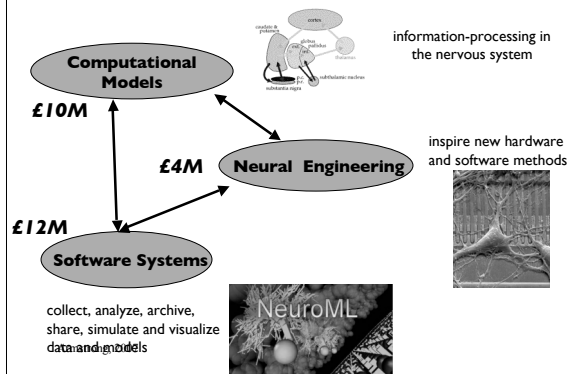 caudate & putamen
cortex
globus pallidus
ext. int.
thalamus
p.c.
p.r.
subthalamic nucleus
substantia nigra
information-processing in
the nervous system
Computational
Models
£10M
£4M
Neural Engineering
inspire new hardware
and software methods
£12M
Software Systems
collect, analyze, archive,
share, simulate and visualize
data and models
NeuroML